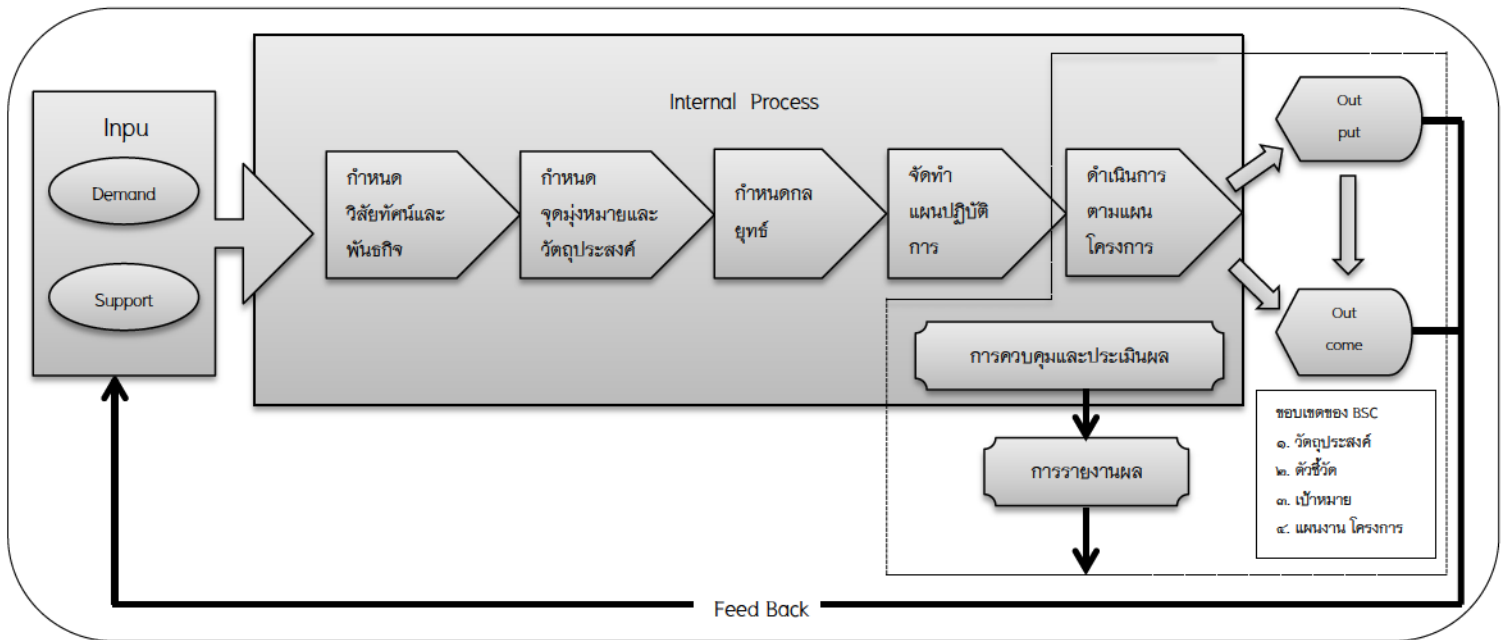 Internal Process
Inpu
Demand
Support
กำหนด
วิสัยทัศน์และ
พันธกิจ
กำหนด
จุดมุ่งหมายและ
วัตถุประสงค์
กำหนดกล
ยุทธ์
จัดทำ
แผนปฏิบัติ
การ
ดำเนินการ
ตามแผน
โครงการ
Out
put
Out
come
การควบคุมและประเมินผล
การรายงานผล
ขอบเขตของ BSC
๑. วัตถุประสงค์
๒. ตัวชี้วัด
๓. เป้าหมาย
๔. แผนงาน โครงการ
Feed Back